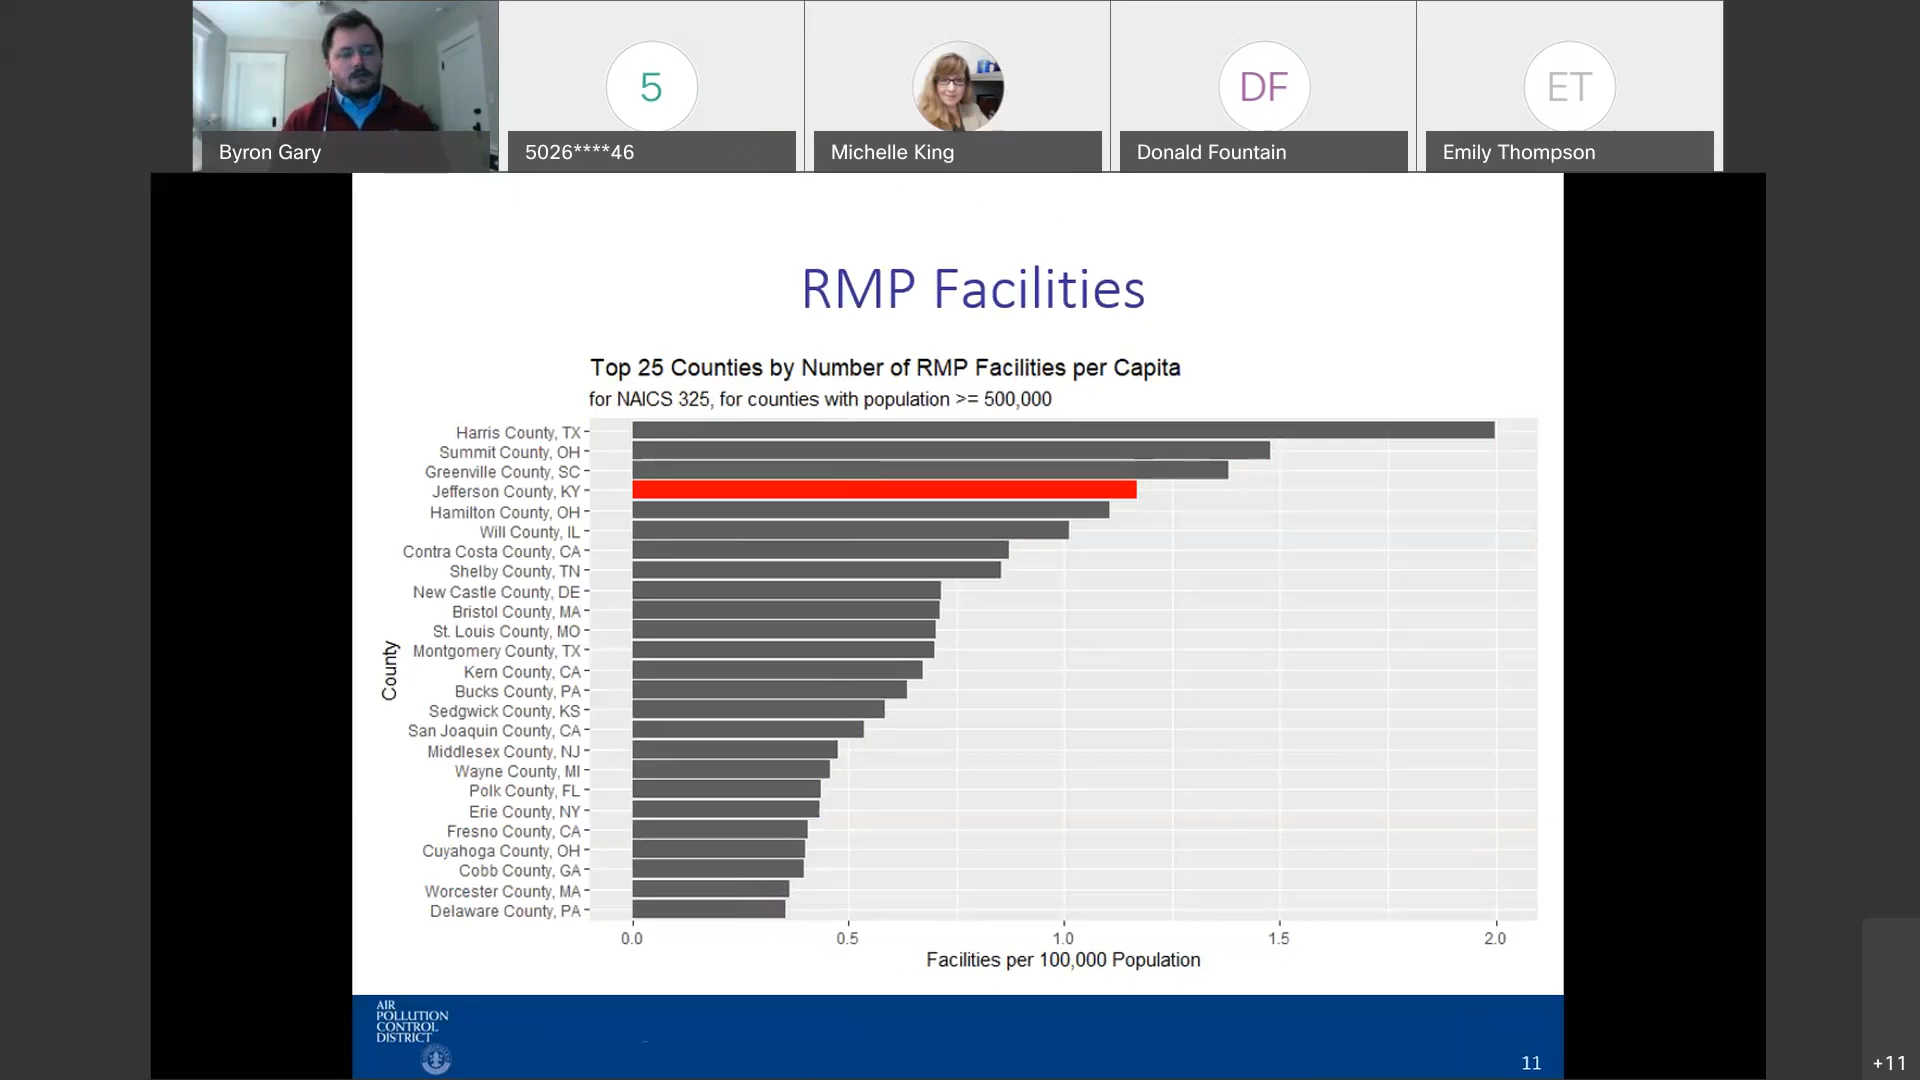 5
DF
ET
Byron Gary
5026****46
Michelle King
Donald Fountain
Emily Thompson
RMP Facilities
Top 25 Counties by Number of RMP Facilities per Capita
for NAICS 325, for counties with population >= 500,000
Harris County, TX
Summit County, OH
Greenville County, SC
Jefferson County, KY
Hamilton County, OH
Will County, IL
Contra Costa County, CA
Shelby County, TN
New Castle County, DE
Bristol County, MA
St. Louis County, MO
Montgomery County, TX
Kern County, CA
Bucks County, PA
Sedgwick County, KS
San Joaquin County, CA
Middlesex County, NJ
Wayne County, MI
Polk County, FL
Erie County, NY
Fresno County, CA
Cuyahoga County, OH
Cobb County, GA
Worcester County, MA
Delaware County, PA
County
0.0 0.5 1.0 1.5 2.0
Facilities per 100,000 Population
AIR
POLLUTION
CONTROL
DISTRICT
11
+11